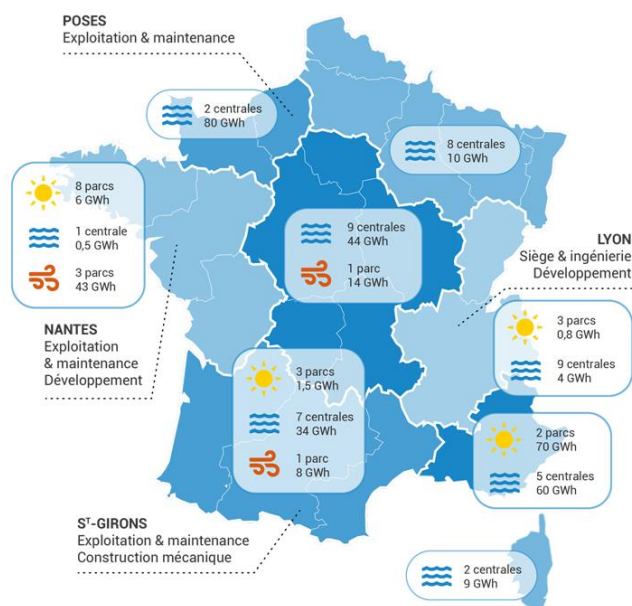 POSES
Exploitation & maintenance
2 centrales
80 GWh
8 centrales
10 GWh
8 parcs
6 GWh
1 centrale
0,5 GWh
3 parcs
43 GWh
9 centrales
44 GWh
1 parc
14 GWh
LYON
Siège & ingénierie
Développement
3 parcs
0,8 GWh
9 centrales
4 GWh
NANTES
Exploitation
& maintenance
Développement
3 parcs
1,5 GWh
7 centrales
34 GWh
1 parc
8 GWh
2 parcs
70 GWh
5 centrales
60 GWh
Sᵀ-GIRONS
Exploitation & maintenance
Construction mécanique
2 centrales
9 GWh